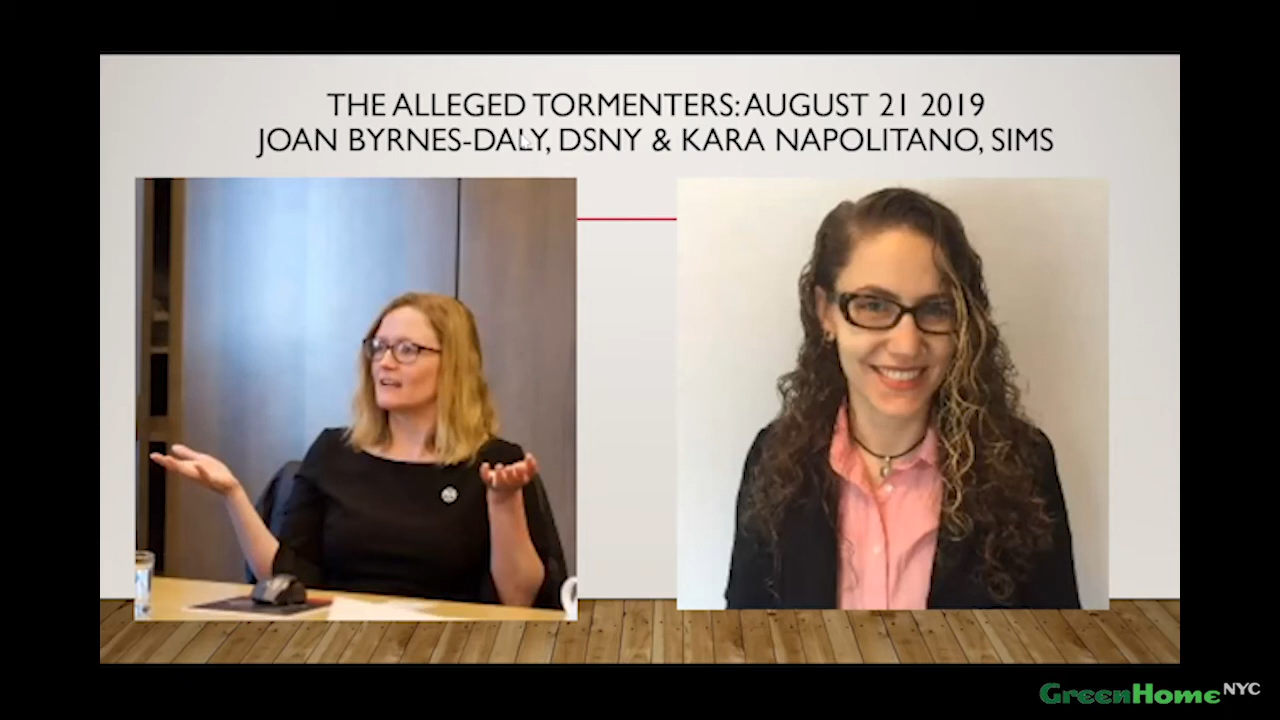 THE ALLEGED TORMENTERS: AUGUST 21 2019
JOAN BYRNES-DALY, DSNY & KARA NAPOLITANO, SIMS
GreenHomeNYC